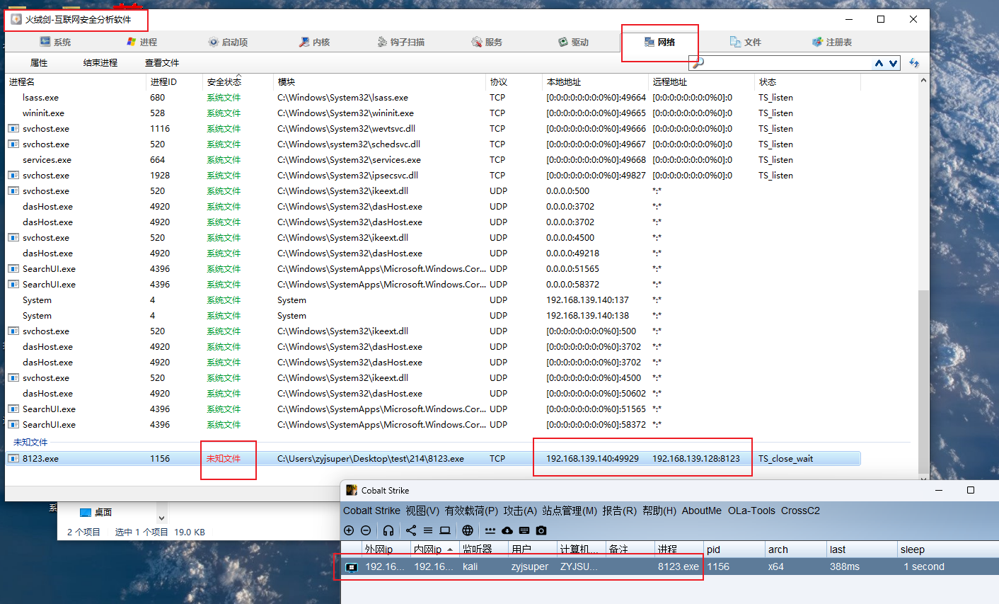 火绒剑-互联网安全分析软件
系统 进程 启动项 内核 钩子扫描 服务 驱动 网络 文件 注册表
属性 结束进程 查看文件
进程名 进程ID 安全状态 模块 协议 本地地址 远程地址 状态
lsass.exe 680 系统文件 C:\Windows\System32\lsass.exe TCP [0:0:0:0:0:0:0%0]:49664 [0:0:0:0:0:0:0%0]:0 TS_listen
wininit.exe 528 系统文件 C:\Windows\System32\wininit.exe TCP [0:0:0:0:0:0:0%0]:49665 [0:0:0:0:0:0:0%0]:0 TS_listen
svchost.exe 1116 系统文件 C:\Windows\System32\wevtsvc.dll TCP [0:0:0:0:0:0:0%0]:49666 [0:0:0:0:0:0:0%0]:0 TS_listen
svchost.exe 520 系统文件 C:\Windows\system32\schedsvc.dll TCP [0:0:0:0:0:0:0%0]:49667 [0:0:0:0:0:0:0%0]:0 TS_listen
services.exe 664 系统文件 C:\Windows\System32\services.exe TCP [0:0:0:0:0:0:0%0]:49668 [0:0:0:0:0:0:0%0]:0 TS_listen
svchost.exe 1928 系统文件 C:\Windows\System32\ipsecsvc.dll TCP [0:0:0:0:0:0:0%0]:49827 [0:0:0:0:0:0:0%0]:0 TS_listen
svchost.exe 520 系统文件 C:\Windows\System32\ikeext.dll UDP 0.0.0.0:500 *:*
dasHost.exe 4920 系统文件 C:\Windows\System32\dasHost.exe UDP 0.0.0.0:3702 *:*
dasHost.exe 4920 系统文件 C:\Windows\System32\dasHost.exe UDP 0.0.0.0:3702 *:*
svchost.exe 520 系统文件 C:\Windows\System32\ikeext.dll UDP 0.0.0.0:4500 *:*
dasHost.exe 4920 系统文件 C:\Windows\System32\dasHost.exe UDP 0.0.0.0:49218 *:*
SearchUI.exe 4396 系统文件 C:\Windows\SystemApps\Microsoft.Windows.Cor... UDP 0.0.0.0:51565 *:*
SearchUI.exe 4396 系统文件 C:\Windows\SystemApps\Microsoft.Windows.Cor... UDP 0.0.0.0:58372 *:*
System 4 系统文件 System UDP 192.168.139.140:137 *:*
System 4 系统文件 System UDP 192.168.139.140:138 *:*
svchost.exe 520 系统文件 C:\Windows\System32\ikeext.dll UDP [0:0:0:0:0:0:0%0]:500 *:*
dasHost.exe 4920 系统文件 C:\Windows\System32\dasHost.exe UDP [0:0:0:0:0:0:0%0]:3702 *:*
dasHost.exe 4920 系统文件 C:\Windows\System32\dasHost.exe UDP [0:0:0:0:0:0:0%0]:3702 *:*
svchost.exe 520 系统文件 C:\Windows\System32\ikeext.dll UDP [0:0:0:0:0:0:0%0]:4500 *:*
dasHost.exe 4920 系统文件 C:\Windows\System32\dasHost.exe UDP [0:0:0:0:0:0:0%0]:50602 *:*
SearchUI.exe 4396 系统文件 C:\Windows\SystemApps\Microsoft.Windows.Cor... UDP [0:0:0:0:0:0:0%0]:51565 *:*
SearchUI.exe 4396 系统文件 C:\Windows\SystemApps\Microsoft.Windows.Cor... UDP [0:0:0:0:0:0:0%0]:58372 *:*
未知文件
8123.exe 1156 未知文件 C:\Users\zyjsuper\Desktop\test\214\8123.exe TCP 192.168.139.140:49929 192.168.139.128:8123 TS_close_wait
桌面
2 个项目 选中 1 个项目 19.0 KB
Cobalt Strike
Cobalt Strike 视图(V) 有效载荷(P) 攻击(A) 站点管理(M) 报告(R) 帮助(H) AboutMe OLa-Tools CrossC2
外网ip 内网ip 监听器 用户 计算机... 备注 进程 pid arch last sleep
192.16... 192.16... kali zyjsuper ZYJSU... 8123.exe 1156 x64 388ms 1 second